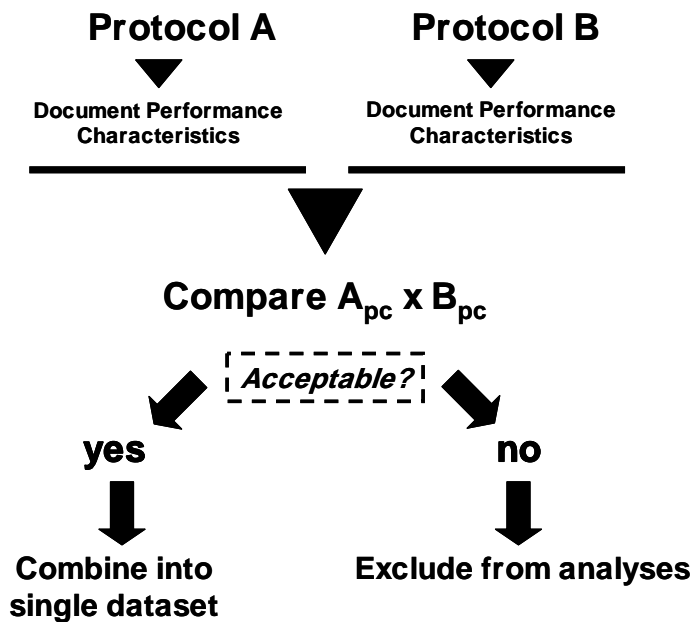 Protocol A
Protocol B
Document Performance
Characteristics
Document Performance
Characteristics
Compare Apc x Bpc
Acceptable?
yes
no
Combine into
single dataset
Exclude from analyses